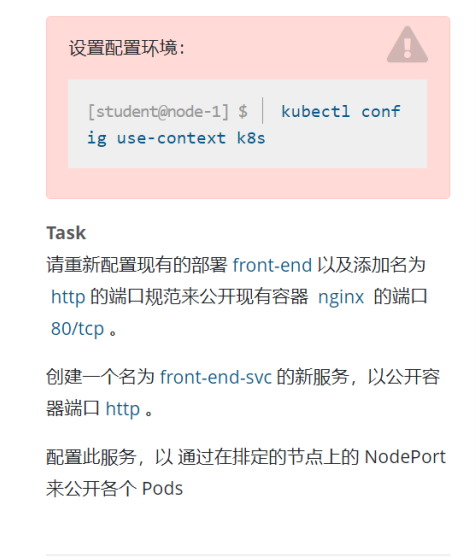 设置配置环境：
[student@node-1] $ | kubectl conf
ig use-context k8s
Task
请重新配置现有的部署 front-end 以及添加名为
http 的端口规范来公开现有容器 nginx 的端口
80/tcp 。
创建一个名为 front-end-svc 的新服务，以公开容
器端口 http 。
配置此服务，以 通过在排定的节点上的 NodePort
来公开各个 Pods